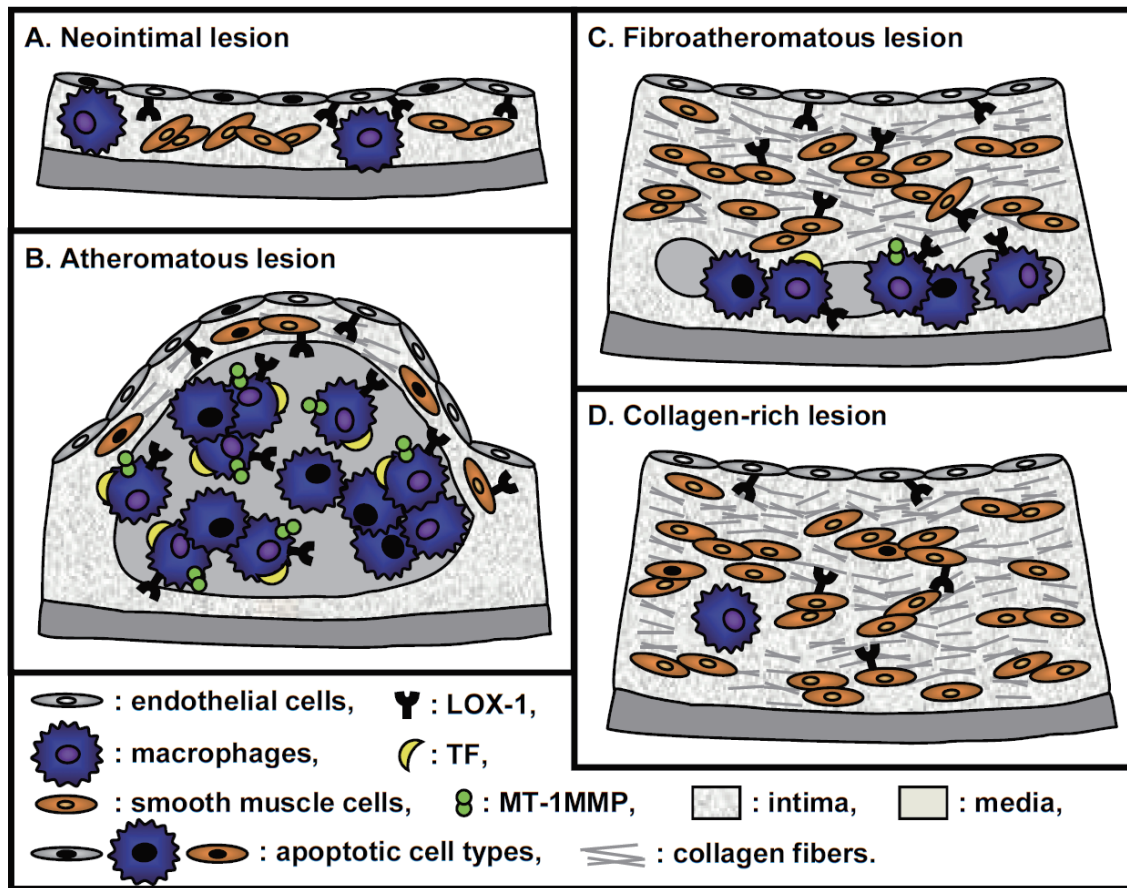 A. Neointimal lesion
B. Atheromatous lesion
C. Fibroatheromatous lesion
D. Collagen-rich lesion
: endothelial cells, : LOX-1,
: macrophages, : TF,
: smooth muscle cells, : MT-1MMP, : intima, : media,
: apoptotic cell types, : collagen fibers.